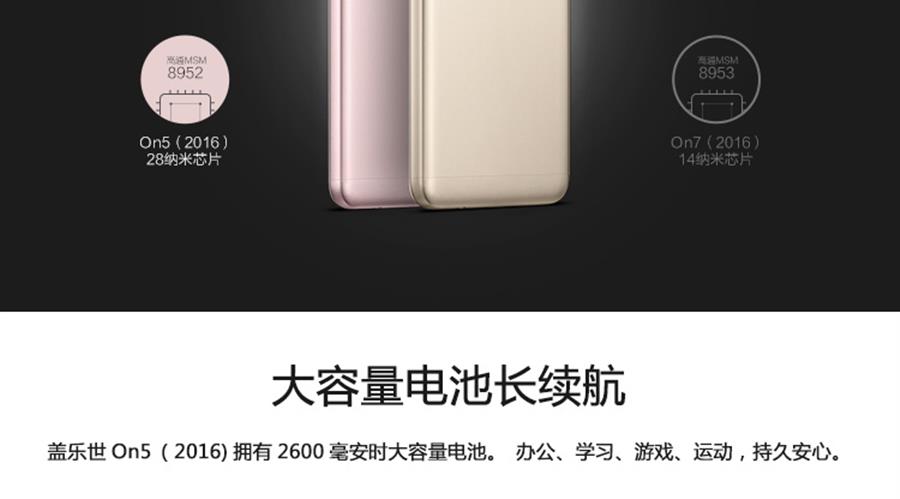 高通MSM
8952
On5（2016）
28纳米芯片
高通MSM
8953
On7（2016）
14纳米芯片
大容量电池长续航
盖乐世 On5（2016) 拥有 2600 毫安时大容量电池。 办公、学习、游戏、运动，持久安心。